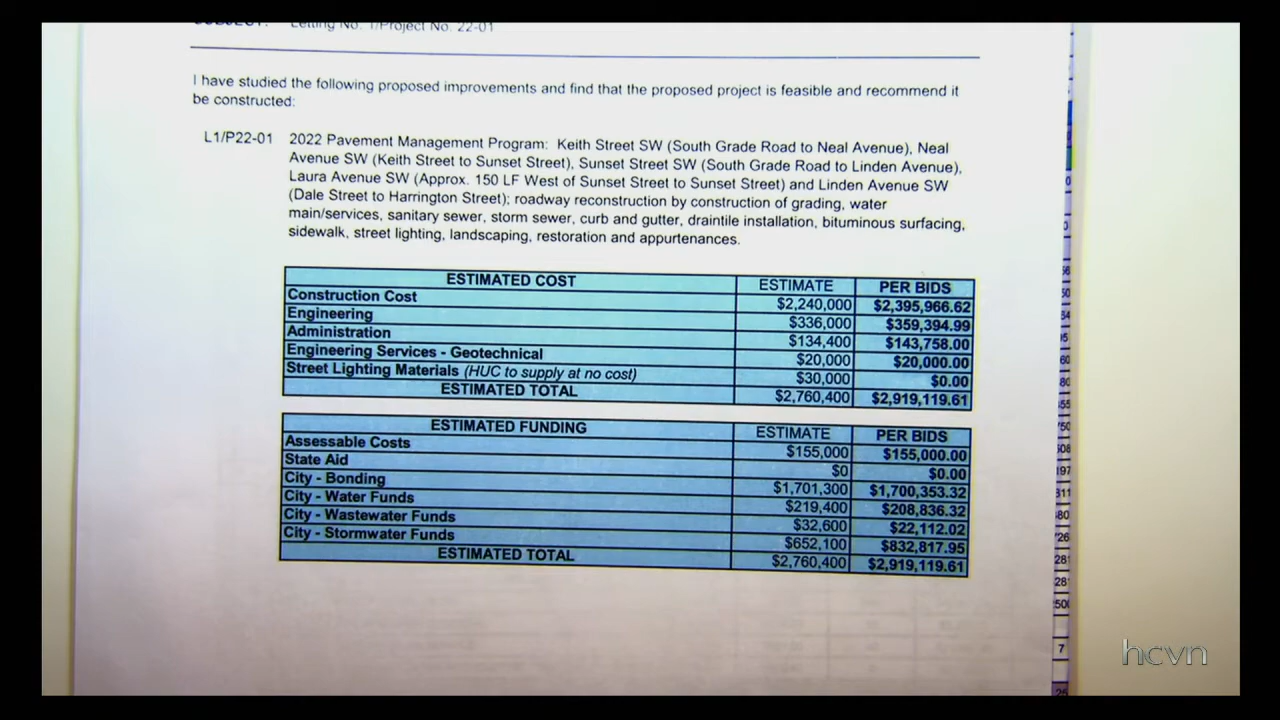 Letting No. 1/Project No. 22-01
I have studied the following proposed improvements and find that the proposed project is feasible and recommend it
be constructed:
L1/P22-01 2022 Pavement Management Program: Keith Street SW (South Grade Road to Neal Avenue), Neal
Avenue SW (Keith Street to Sunset Street), Sunset Street SW (South Grade Road to Linden Avenue),
Laura Avenue SW (Approx. 150 LF West of Sunset Street to Sunset Street) and Linden Avenue SW
(Dale Street to Harrington Street); roadway reconstruction by construction of grading, water
main/services, sanitary sewer, storm sewer, curb and gutter, draintile installation, bituminous surfacing,
sidewalk, street lighting, landscaping, restoration and appurtenances.
ESTIMATED COST ESTIMATE PER BIDS
Construction Cost $2,240,000 $2,395,966.62
Engineering $336,000 $359,394.99
Administration $134,400 $143,758.00
Engineering Services - Geotechnical $20,000 $20,000.00
Street Lighting Materials (HUC to supply at no cost) $30,000 $0.00
ESTIMATED TOTAL $2,760,400 $2,919,119.61
ESTIMATED FUNDING ESTIMATE PER BIDS
Assessable Costs $155,000 $155,000.00
State Aid $0 $0.00
City - Bonding $1,701,300 $1,700,353.32
City - Water Funds $219,400 $208,836.32
City - Wastewater Funds $32,600 $22,112.02
City - Stormwater Funds $652,100 $832,817.95
ESTIMATED TOTAL $2,760,400 $2,919,119.61
hcvn